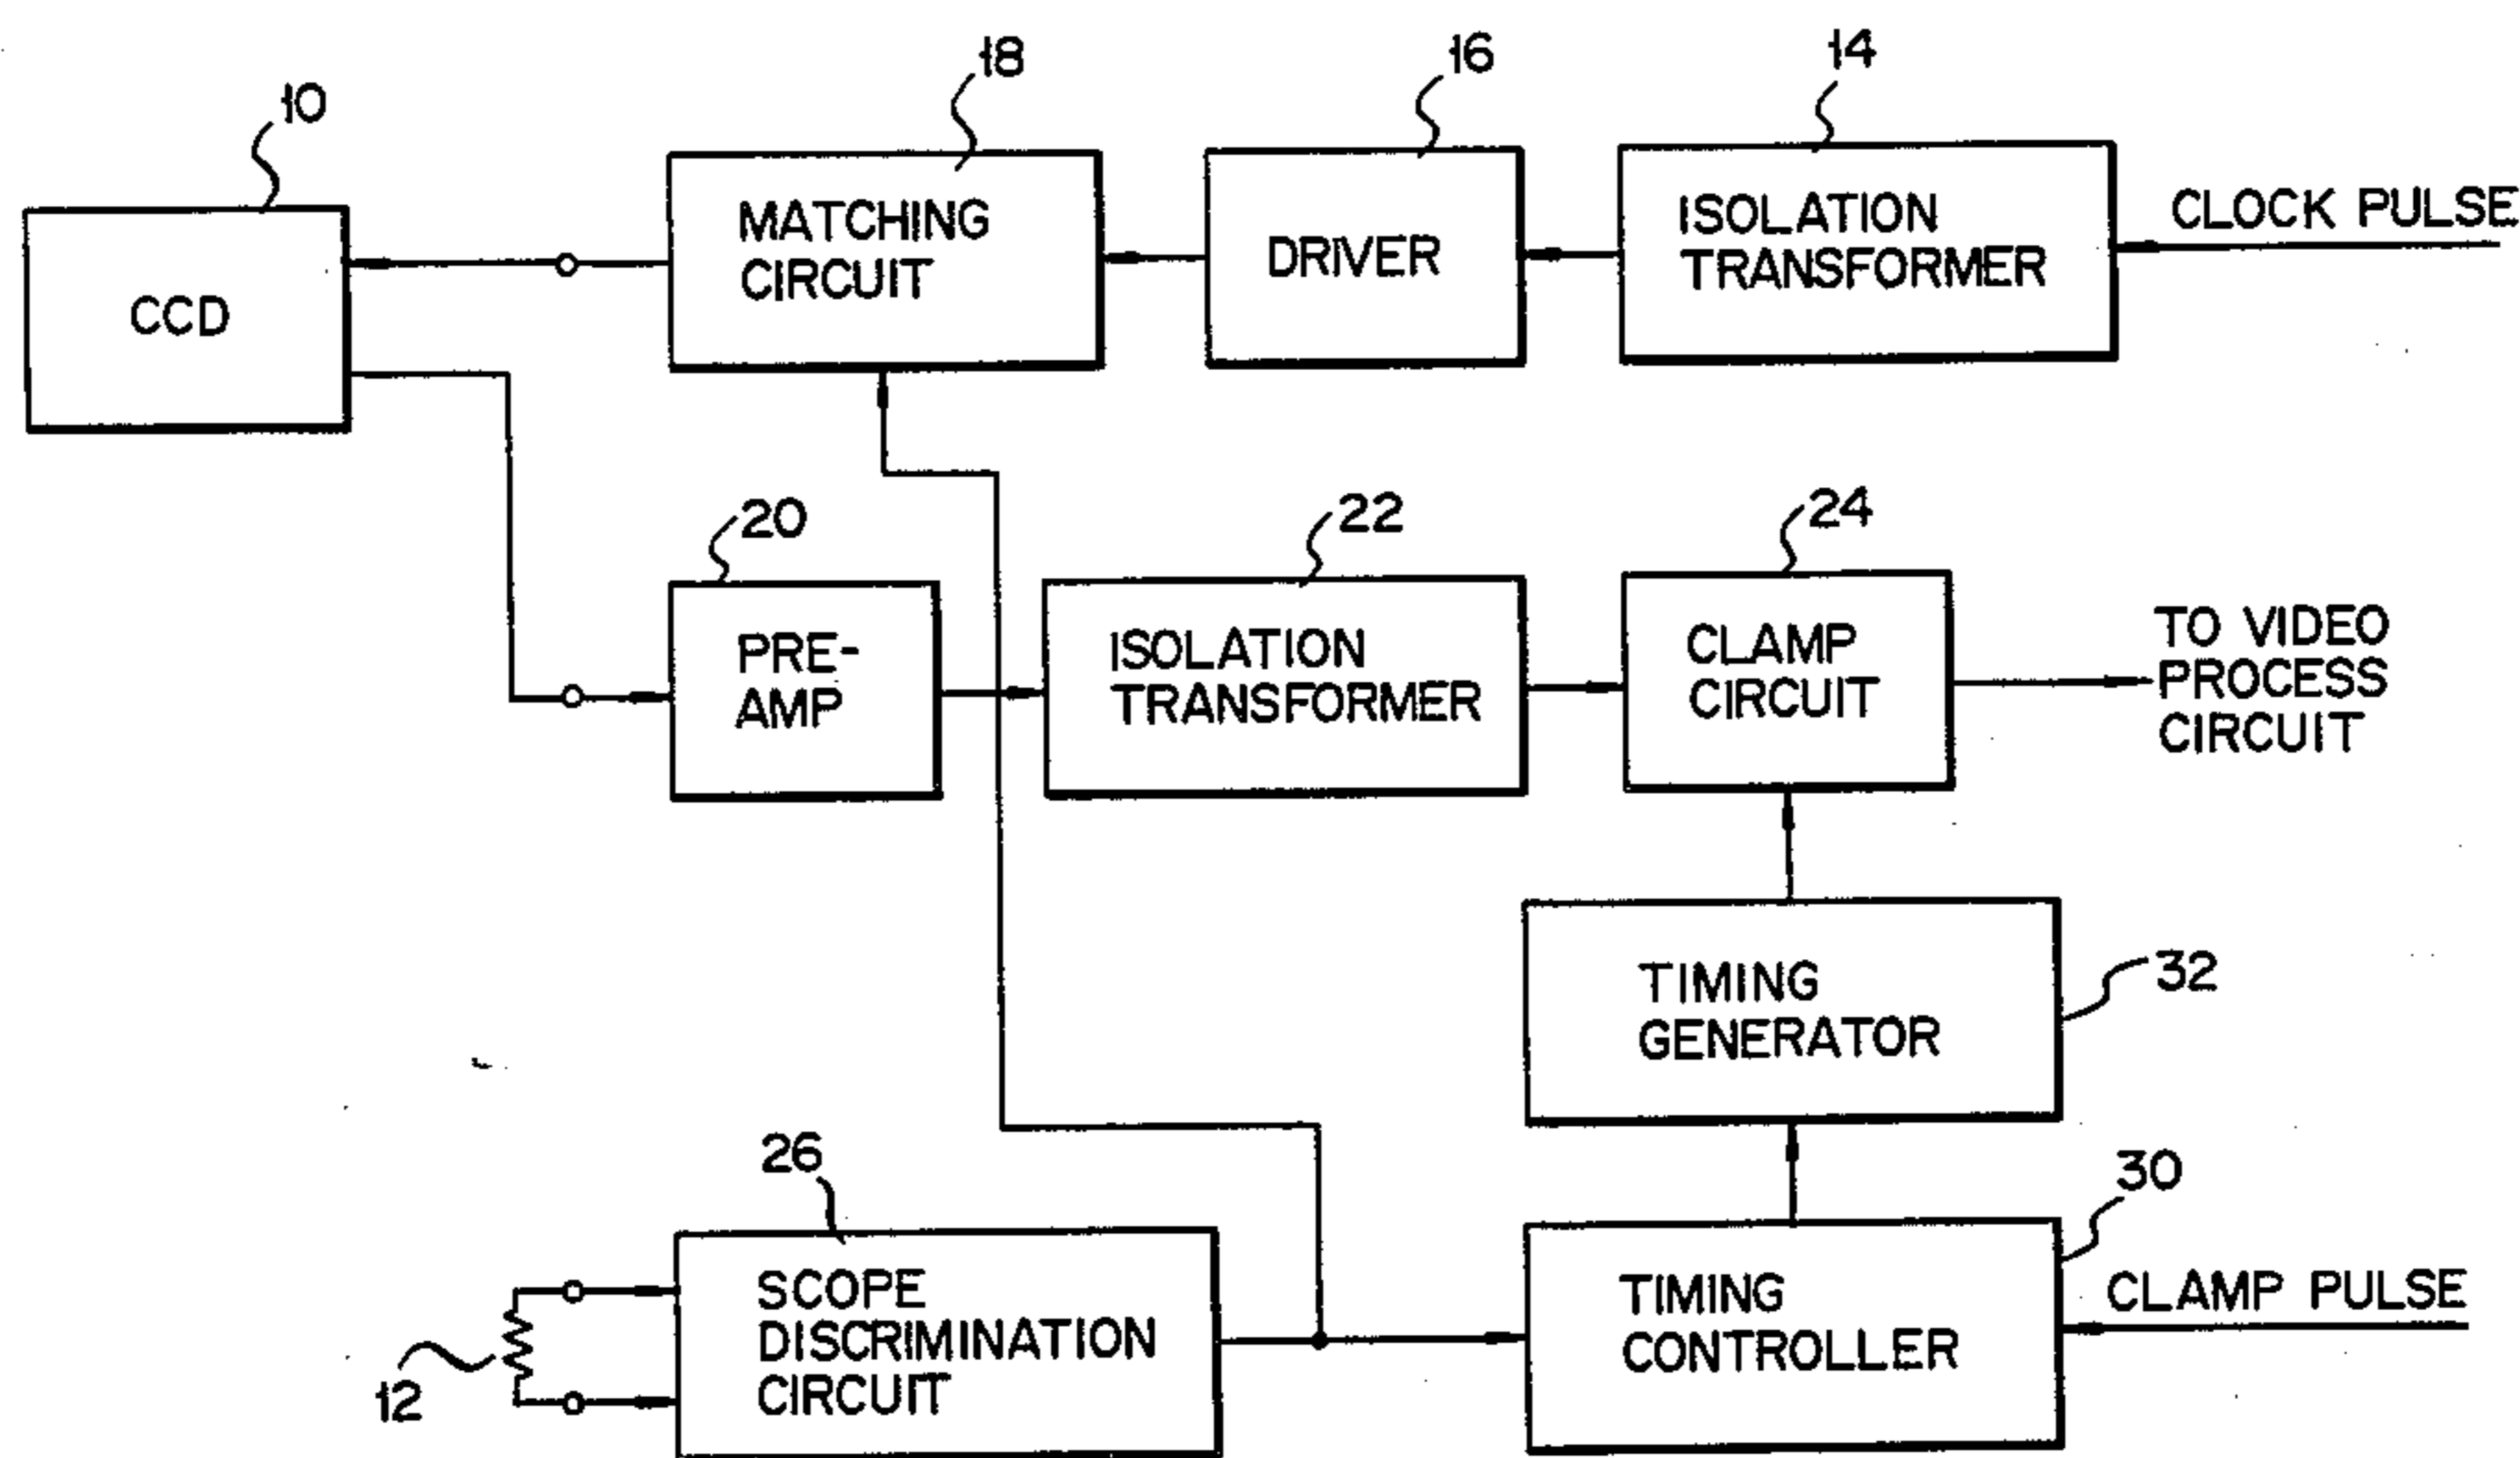 10
18
16
14
CCD
MATCHING
CIRCUIT
DRIVER
ISOLATION
TRANSFORMER
CLOCK PULSE
20
22
24
PRE-
AMP
ISOLATION
TRANSFORMER
CLAMP
CIRCUIT
TO VIDEO
PROCESS
CIRCUIT
TIMING
GENERATOR
32
26
30
12
SCOPE
DISCRIMINATION
CIRCUIT
TIMING
CONTROLLER
CLAMP PULSE